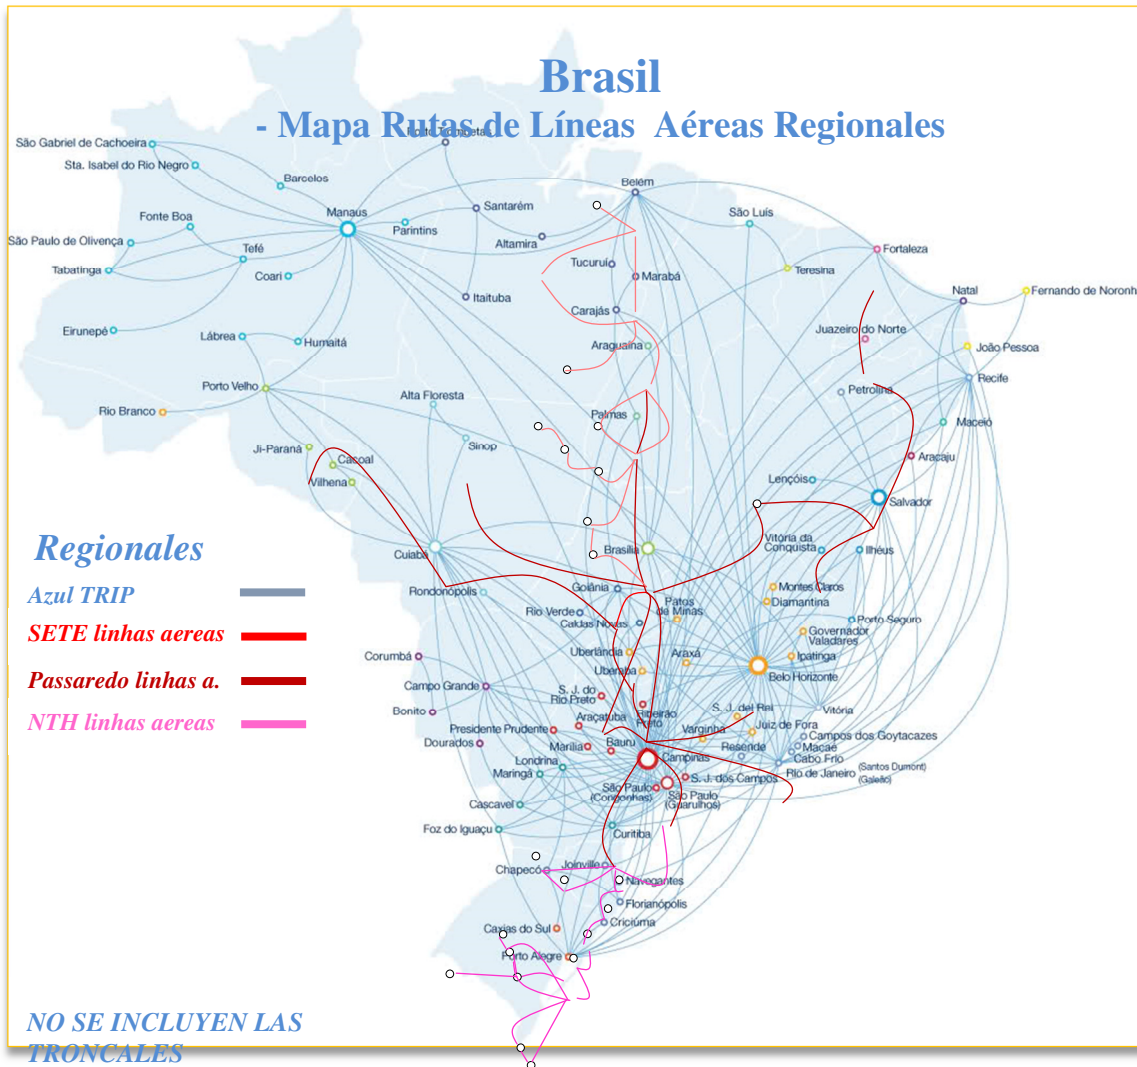 Brasil
- Mapa Rutas de Líneas Aéreas Regionales
Porto Trombetas
São Gabriel de Cachoeira
Sta. Isabel do Rio Negro
Barcelos
Belém
Manaus
Santarém
São Luís
Fonte Boa
Parintins
Altamira
São Paulo de Olivença
Tefé
Fortaleza
Tabatinga
Coari
Tucuruí
Marabá
Teresina
Itaituba
Natal
Fernando de Noronh
Carajás
Eirunepé
Lábrea
Humaitá
Araguaína
Juazeiro do Norte
João Pessoa
Porto Velho
Recife
Alta Floresta
Petrolina
Rio Branco
Palmas
Maceió
Ji-Paraná
Sinop
Cacoal
Aracaju
Vilhena
Lençóis
Salvador
Regionales
Cuiabá
Brasília
Vitória da
Conquista
Ilhéus
Azul TRIP
Rondonópolis
Goiânia
Montes Claros
Patos
de Minas
Diamantina
Rio Verde
Caldas Novas
Porto Seguro
SETE linhas aereas
Governador
Valadares
Corumbá
Uberlândia
Araxá
Ipatinga
Uberaba
Belo Horizonte
Passaredo linhas a.
Campo Grande
S. J. do
Rio Preto
Bonito
Ribeirão
Preto
S. J. del Rei
Vitória
NTH linhas aereas
Araçatuba
Presidente Prudente
Varginha
Juiz de Fora
Campos dos Goytacazes
Dourados
Marília
Bauru
Resende
Macaé
Londrina
Campinas
Cabo Frio
Maringá
S. J. dos Campos
Rio de Janeiro
(Santos Dumont)
(Galeão)
São Paulo
(Congonhas)
São Paulo
(Guarulhos)
Cascavel
Foz do Iguaçu
Curitiba
Chapecó
Joinville
Navegantes
Florianópolis
Criciúma
Caxias do Sul
Porto Alegre
NO SE INCLUYEN LAS
TRONCALES